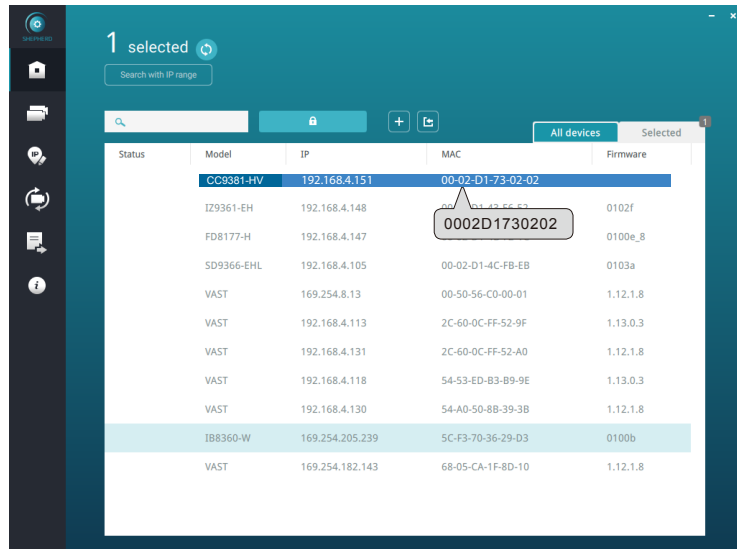 SHEPHERD
1 selected
Search with IP range
1
All devices Selected
Status Model IP MAC Firmware
CC9381-HV 192.168.4.151 00-02-D1-73-02-02
IZ9361-EH 192.168.4.148 0102f
0002D1730202
FD8177-H 192.168.4.147 0100e_8
SD9366-EHL 192.168.4.105 00-02-D1-4C-FB-EB 0103a
VAST 169.254.8.13 00-50-56-C0-00-01 1.12.1.8
VAST 192.168.4.113 2C-60-0C-FF-52-9F 1.13.0.3
VAST 192.168.4.131 2C-60-0C-FF-52-A0 1.12.1.8
VAST 192.168.4.118 54-53-ED-B3-B9-9E 1.13.0.3
VAST 192.168.4.130 54-A0-50-8B-39-3B 1.12.1.8
IB8360-W 169.254.205.239 5C-F3-70-36-29-D3 0100b
VAST 169.254.182.143 68-05-CA-1F-8D-10 1.12.1.8